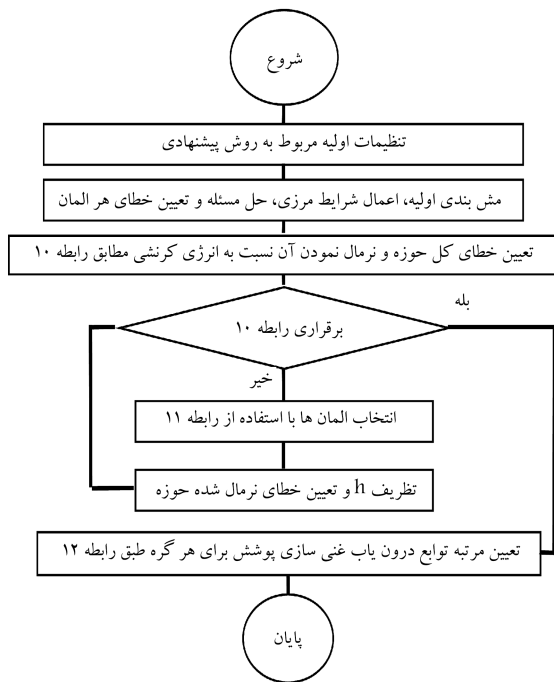 شروع
تنظیمات اولیه مربوط به روش پیشنهادی
مش بندی اولیه، اعمال شرایط مرزی، حل مسئله و تعیین خطای هر المان
تعیین خطای کل حوزه و نرمال نمودن آن نسبت به انرژی کرنشی مطابق رابطه ۱۰
بله
برقراری رابطه ۱۰
خیر
انتخاب المان ها با استفاده از رابطه ۱۱
تظریف h و تعیین خطای نرمال شده حوزه
تعیین مرتبه توابع درون یاب غنی سازی پوشش برای هر گره طبق رابطه ۱۲
پایان